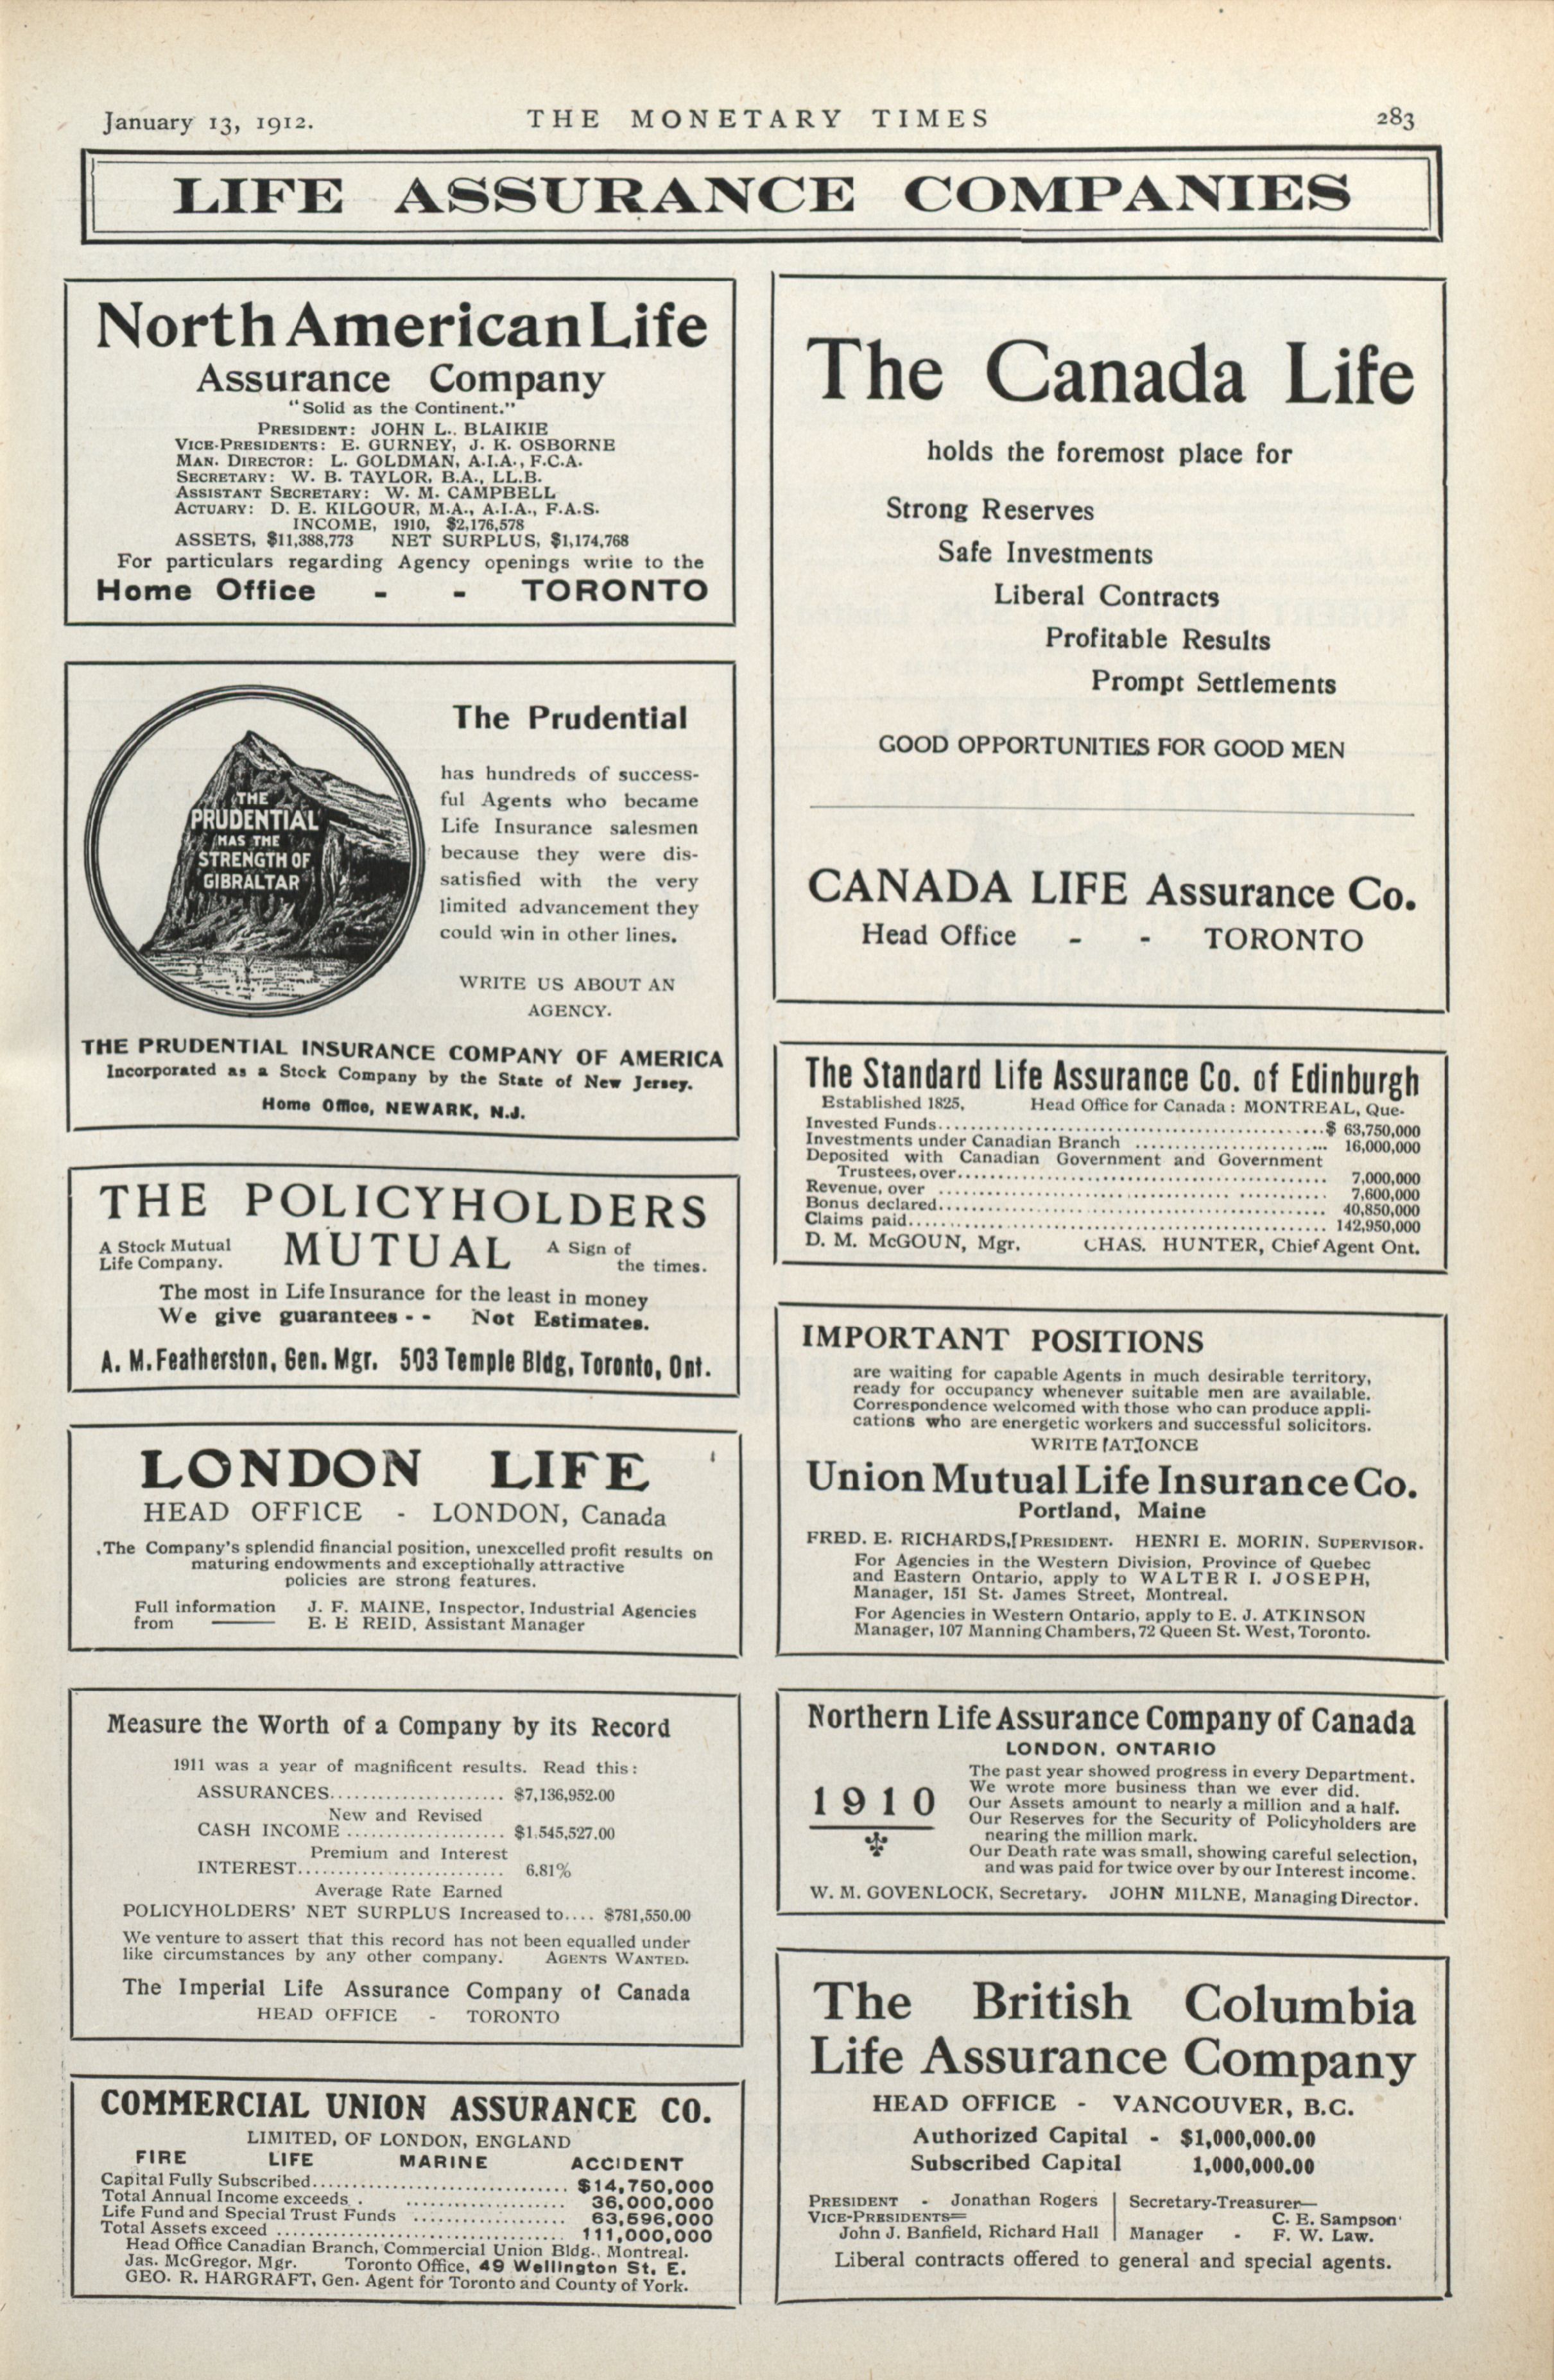 January 13, 1912.
THE MONETARY TIMES
283
LIFE ASSURANCE COMPANIES
North American Life
Assurance Company
"Solid as the Continent."
PRESIDENT: JOHN L. BLAIKIE
VICE-PRESIDENTS: E. GURNEY, J. K. OSBORNE
MAN. DIRECTOR: L. GOLDMAN, A.I.A., F.C.A.
SECRETARY: W. B. TAYLOR, B.A., LL.B.
ASSISTANT SECRETARY: W. M. CAMPBELL
ACTUARY: D. E. KILGOUR, M.A., A.I.A., F.A.S.
INCOME, 1910, $2,176,578
ASSETS, $11,388,773 NET SURPLUS, $1,174,768
For particulars regarding Agency openings write to the
Home Office - - TORONTO
THE
PRUDENTIAL
HAS THE
STRENGTH OF
GIBRALTAR
The Prudential
has hundreds of success-
ful Agents who became
Life Insurance salesmen
because they were dis-
satisfied with the very
limited advancement they
could win in other lines.
WRITE US ABOUT AN
AGENCY.
THE PRUDENTIAL INSURANCE COMPANY OF AMERICA
Incorporated as a Stock Company by the State of New Jersey.
Home Office, NEWARK, N.J.
THE POLICYHOLDERS
A Stock Mutual
Life Company.
MUTUAL
A Sign of
the times.
The most in Life Insurance for the least in money
We give guarantees - - Not Estimates.
A. M. Featherston, Gen. Mgr. 503 Temple Bldg, Toronto, Ont.
LONDON LIFE
HEAD OFFICE - LONDON, Canada
The Company's splendid financial position, unexcelled profit results on
maturing endowments and exceptionally attractive
policies are strong features.
Full information
from
J. F. MAINE, Inspector, Industrial Agencies
E. E REID, Assistant Manager
Measure the Worth of a Company by its Record
1911 was a year of magnificent results. Read this:
ASSURANCES...................... $7,136,952.00
New and Revised
CASH INCOME .................... $1,545,527.00
Premium and Interest
INTEREST.......................... 6.81%
Average Rate Earned
POLICYHOLDERS' NET SURPLUS Increased to.... $781,550.00
We venture to assert that this record has not been equalled under
like circumstances by any other company. AGENTS WANTED.
The Imperial Life Assurance Company of Canada
HEAD OFFICE - TORONTO
COMMERCIAL UNION ASSURANCE CO.
LIMITED, OF LONDON, ENGLAND
FIRE LIFE MARINE ACCIDENT
Capital Fully Subscribed................................ $14,750,000
Total Annual Income exceeds . .................... 36,000,000
Life Fund and Special Trust Funds ................... 63,596,000
Total Assets exceed .................................... 111,000,000
Head Office Canadian Branch, Commercial Union Bldg., Montreal.
Jas. McGregor, Mgr. Toronto Office, 49 Wellington St. E.
GEO. R. HARGRAFT, Gen. Agent for Toronto and County of York.
The Canada Life
holds the foremost place for
Strong Reserves
Safe Investments
Liberal Contracts
Profitable Results
Prompt Settlements
GOOD OPPORTUNITIES FOR GOOD MEN
CANADA LIFE Assurance Co.
Head Office - - TORONTO
The Standard Life Assurance Co. of Edinburgh
Established 1825. Head Office for Canada: MONTREAL, Que.
Invested Funds..................................................$ 63,750,000
Investments under Canadian Branch ........................... 16,000,000
Deposited with Canadian Government and Government
Trustees, over................................................ 7,000,000
Revenue, over .................................................. 7,600,000
Bonus declared.................................................. 40,850,000
Claims paid...................................................... 142,950,000
D. M. McGOUN, Mgr. CHAS. HUNTER, Chief Agent Ont.
IMPORTANT POSITIONS
are waiting for capable Agents in much desirable territory,
ready for occupancy whenever suitable men are available.
Correspondence welcomed with those who can produce appli-
cations who are energetic workers and successful solicitors.
WRITE AT ONCE
Union Mutual Life Insurance Co.
Portland, Maine
FRED. E. RICHARDS, PRESIDENT. HENRI E. MORIN, SUPERVISOR.
For Agencies in the Western Division, Province of Quebec
and Eastern Ontario, apply to WALTER I. JOSEPH,
Manager, 151 St. James Street, Montreal.
For Agencies in Western Ontario, apply to E. J. ATKINSON
Manager, 107 Manning Chambers, 72 Queen St. West, Toronto.
Northern Life Assurance Company of Canada
LONDON, ONTARIO
1910
The past year showed progress in every Department.
We wrote more business than we ever did.
Our Assets amount to nearly a million and a half.
Our Reserves for the Security of Policyholders are
nearing the million mark.
Our Death rate was small, showing careful selection,
and was paid for twice over by our Interest income.
W. M. GOVENLOCK, Secretary. JOHN MILNE, Managing Director.
The British Columbia
Life Assurance Company
HEAD OFFICE - VANCOUVER, B.C.
Authorized Capital - $1,000,000.00
Subscribed Capital 1,000,000.00
PRESIDENT - Jonathan Rogers
VICE-PRESIDENTS—
John J. Banfield, Richard Hall
Secretary-Treasurer—
C. E. Sampson
Manager - F. W. Law.
Liberal contracts offered to general and special agents.